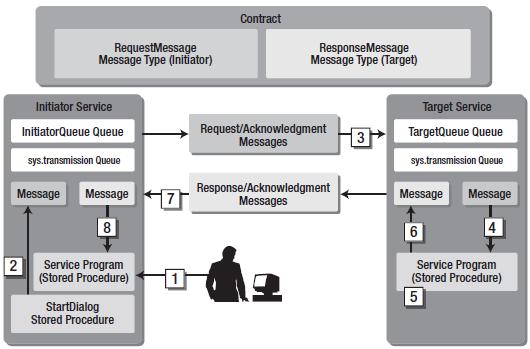 Contract
RequestMessage
Message Type (Initiator)
ResponseMessage
Message Type (Target)
Initiator Service
InitiatorQueue Queue
sys.transmission Queue
Message
Message
8
2
Service Program
(Stored Procedure)
StartDialog
Stored Procedure
Request/Acknowledgment
Messages
3
Response/Acknowledgment
Messages
7
1
Target Service
TargetQueue Queue
sys.transmission Queue
Message
Message
6
4
Service Program
(Stored Procedure)
5